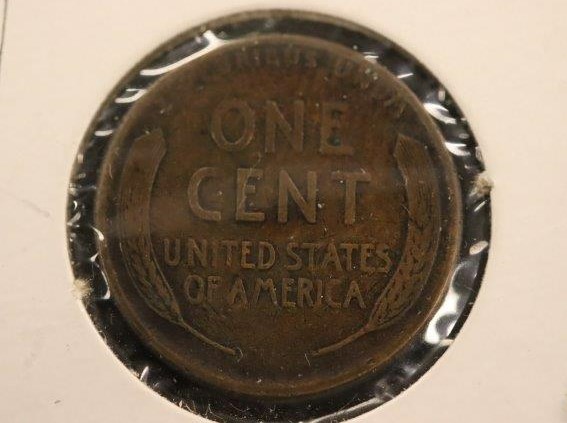 ONE
CENT
UNITED STATES
OF AMERICA